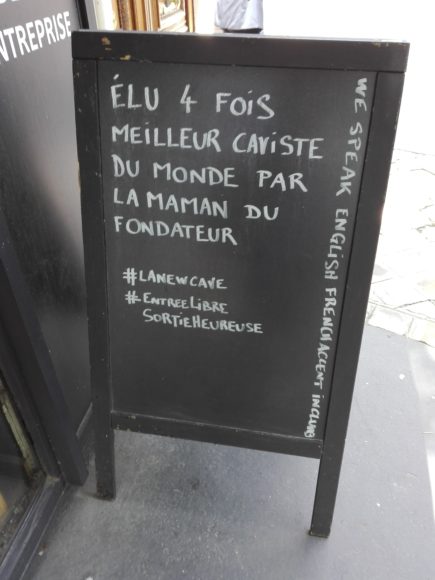 NTREPRISE
ÉLU 4 FOIS
MEILLEUR CAVISTE
DU MONDE PAR
LA MAMAN DU
FONDATEUR
#LANEWCAVE
#ENTREELIBRE
SORTIEHEUREUSE
WE SPEAK ENGLISH FRENCH ACCENT INCLUDED